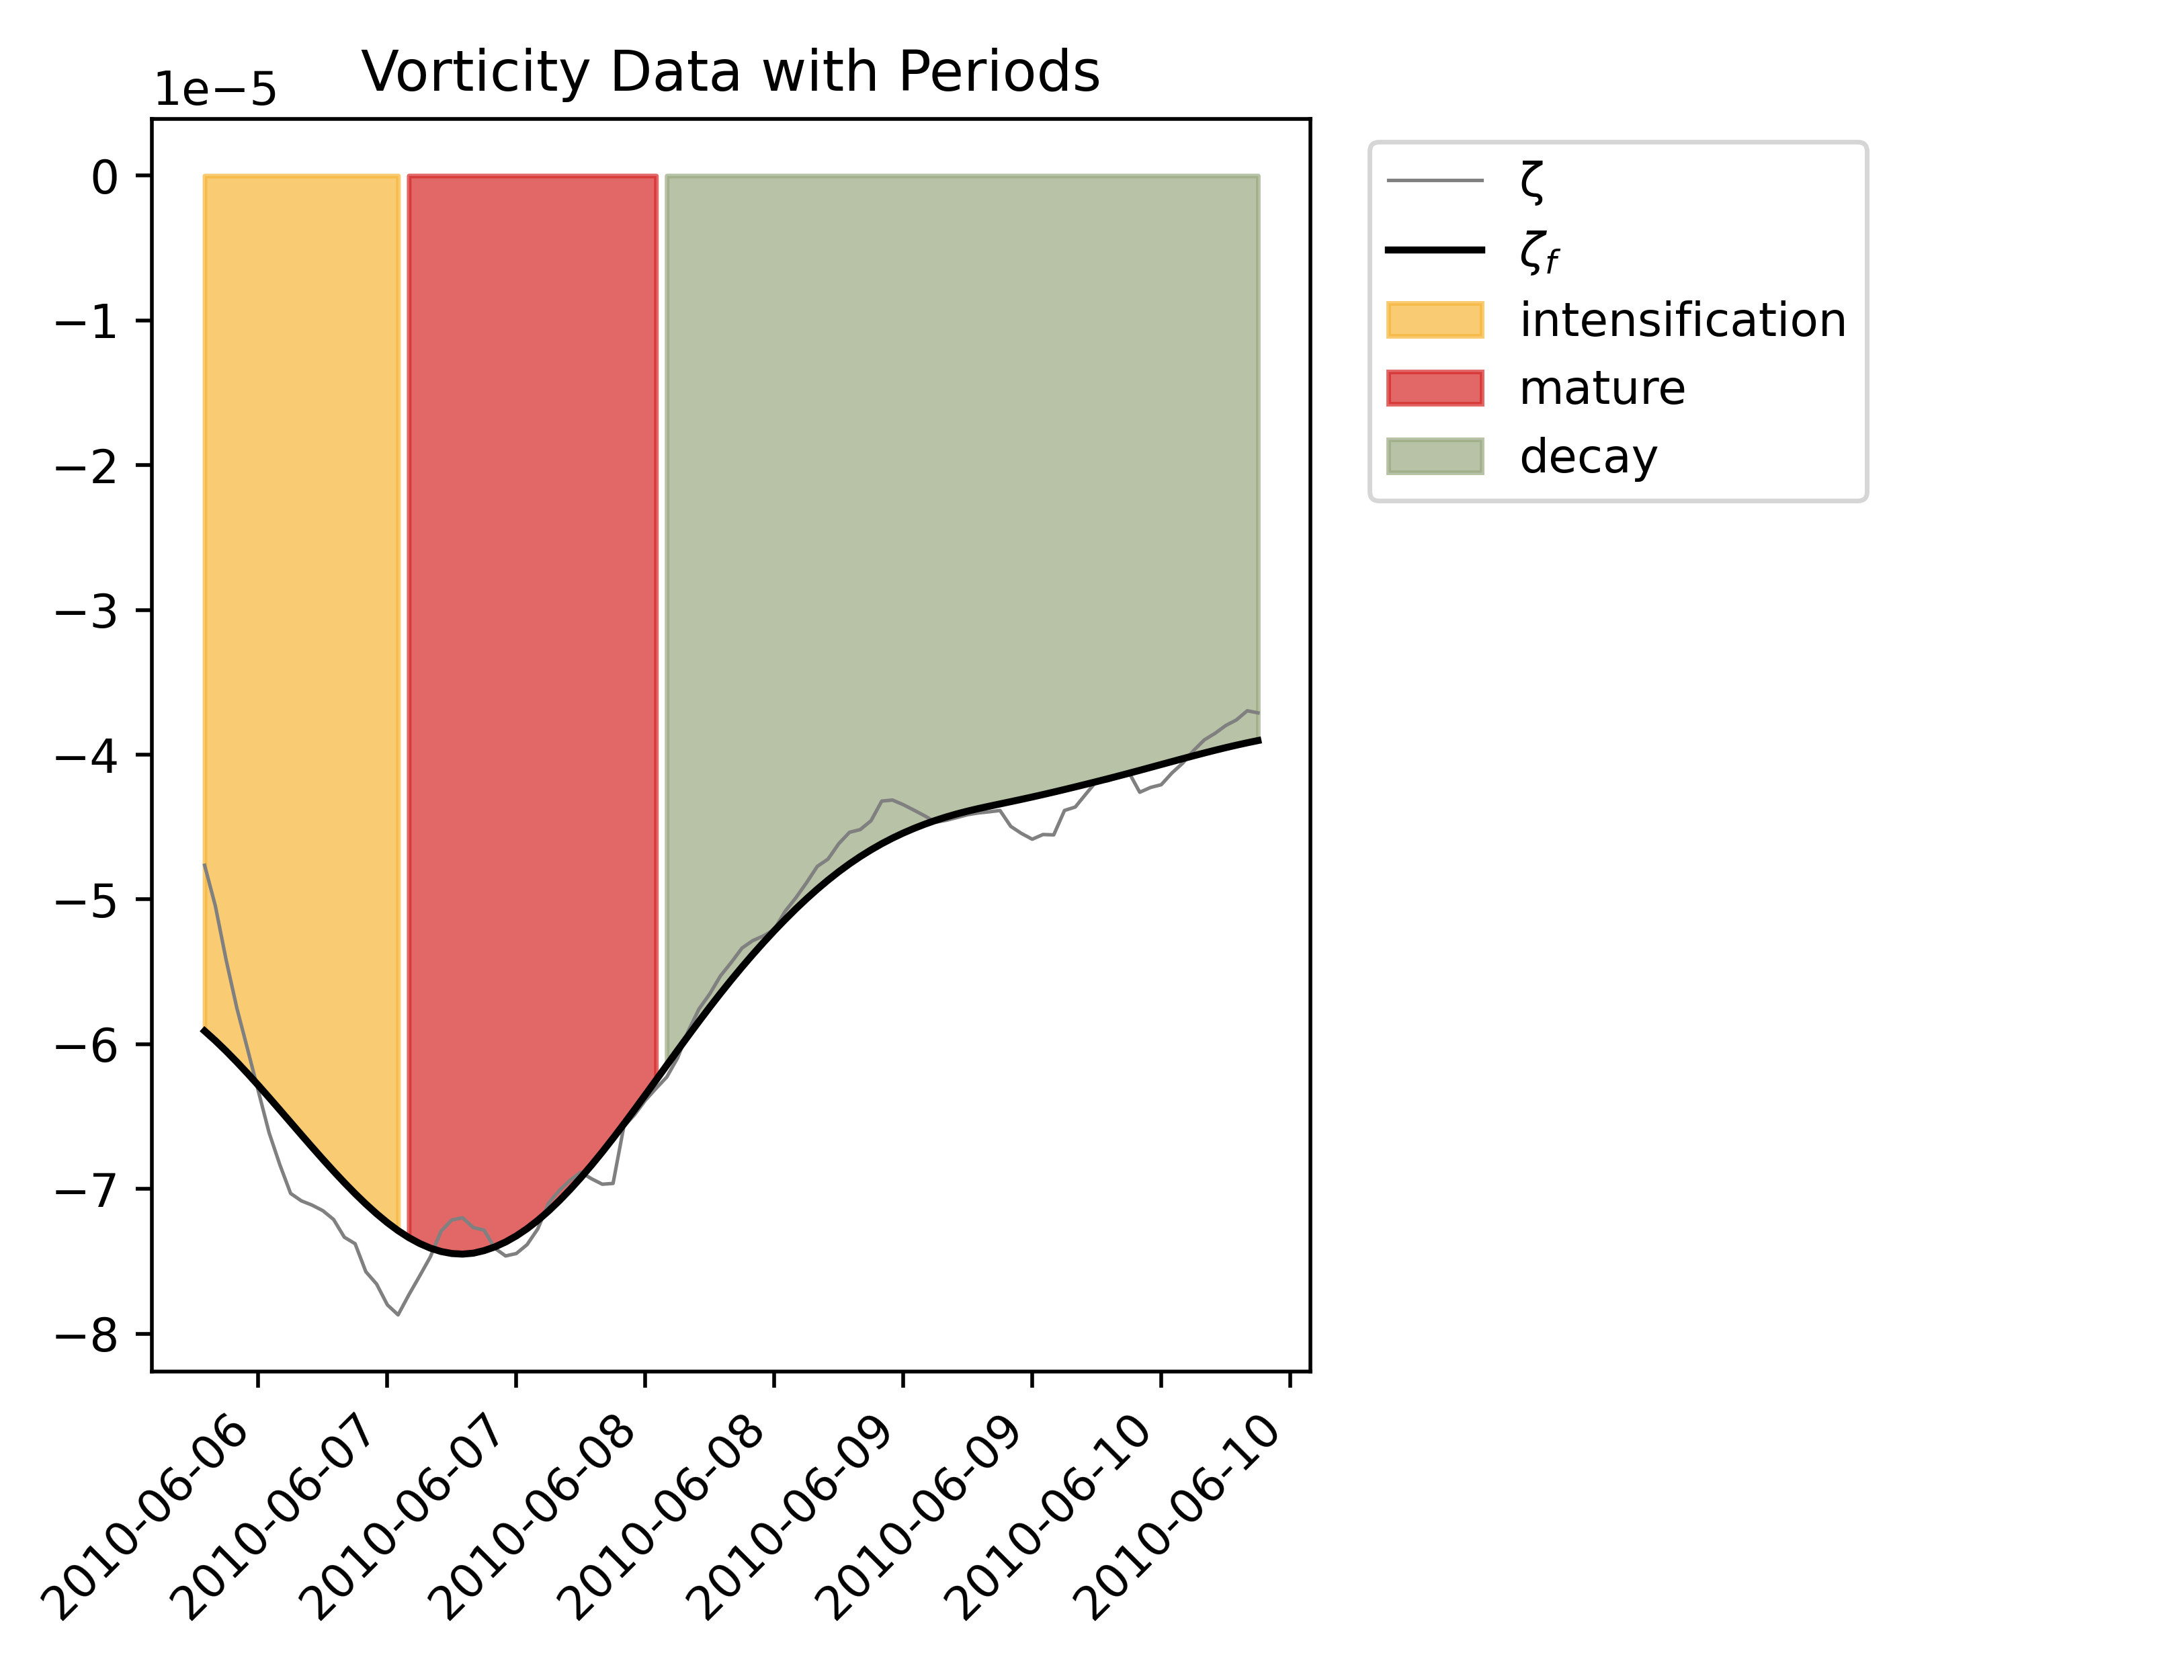 Vorticity Data with Periods
1e−5
0
−1
−2
−3
−4
−5
−6
−7
−8
2010-06-06
2010-06-07
2010-06-07
2010-06-08
2010-06-08
2010-06-09
2010-06-09
2010-06-10
2010-06-10
ζ
ζf
intensification
mature
decay